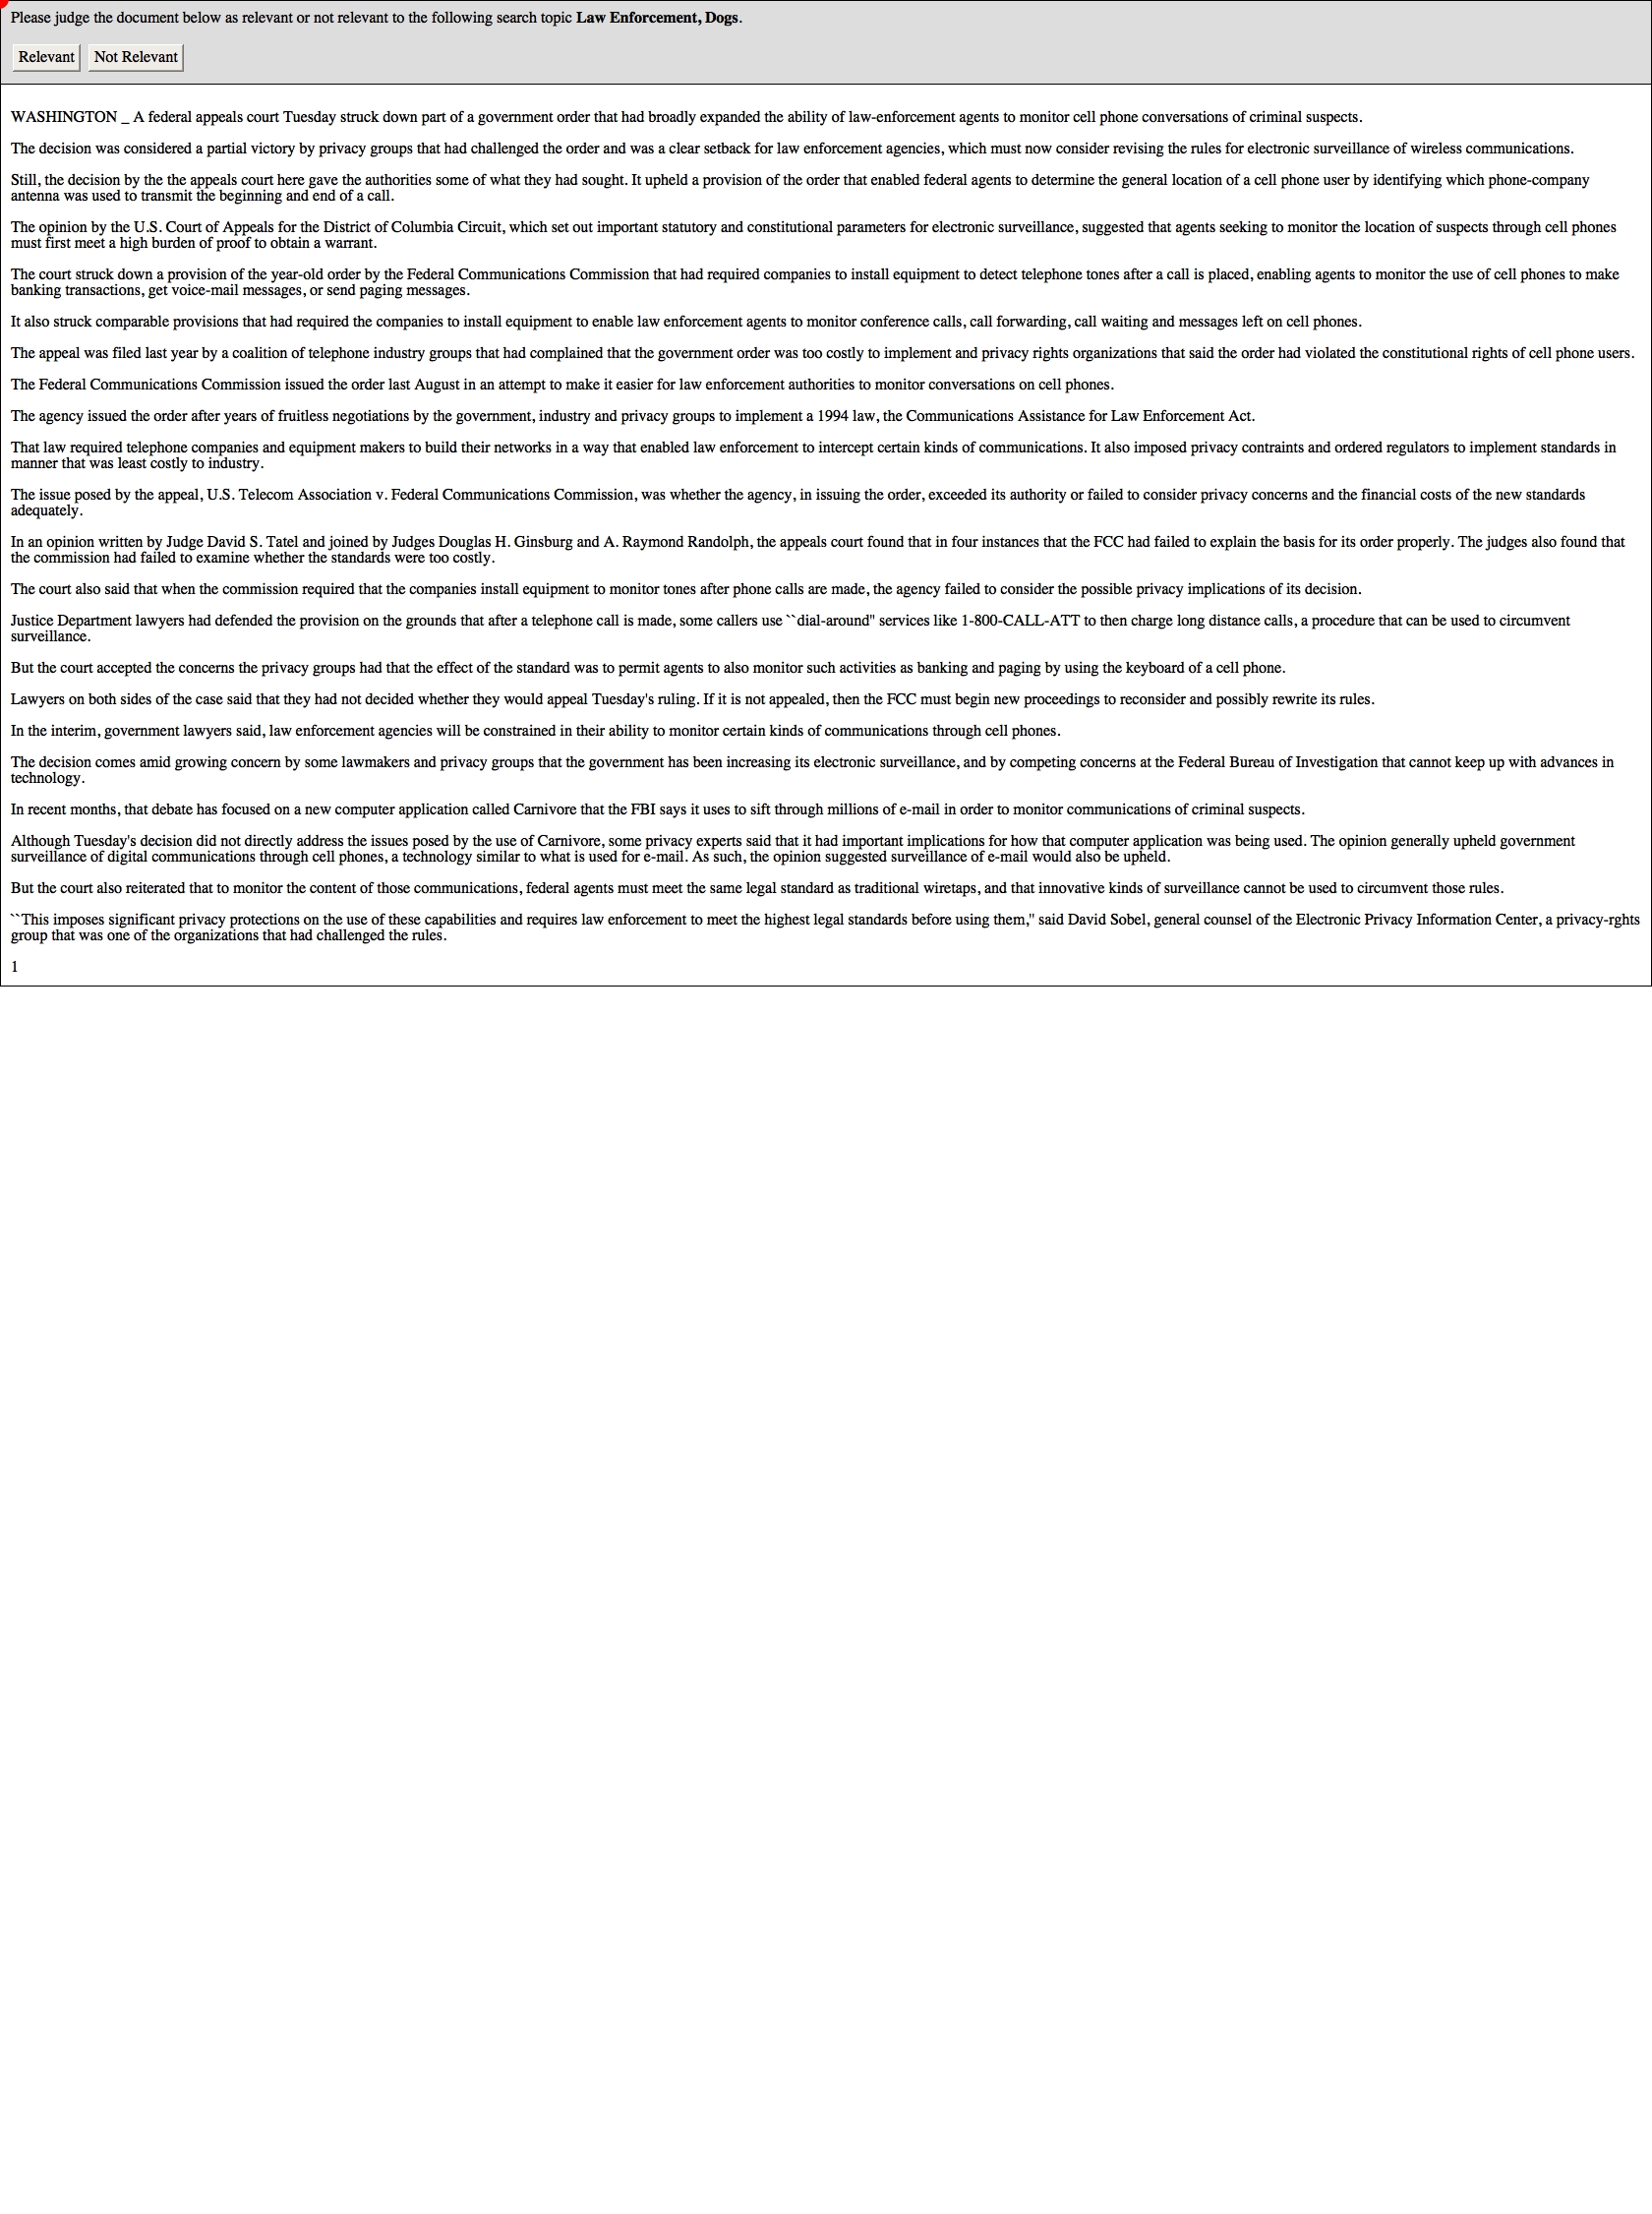 Please judge the document below as relevant or not relevant to the following search topic Law Enforcement, Dogs.
Relevant Not Relevant
WASHINGTON _ A federal appeals court Tuesday struck down part of a government order that had broadly expanded the ability of law-enforcement agents to monitor cell phone conversations of criminal suspects.
The decision was considered a partial victory by privacy groups that had challenged the order and was a clear setback for law enforcement agencies, which must now consider revising the rules for electronic surveillance of wireless communications.
Still, the decision by the the appeals court here gave the authorities some of what they had sought. It upheld a provision of the order that enabled federal agents to determine the general location of a cell phone user by identifying which phone-company
antenna was used to transmit the beginning and end of a call.
The opinion by the U.S. Court of Appeals for the District of Columbia Circuit, which set out important statutory and constitutional parameters for electronic surveillance, suggested that agents seeking to monitor the location of suspects through cell phones
must first meet a high burden of proof to obtain a warrant.
The court struck down a provision of the year-old order by the Federal Communications Commission that had required companies to install equipment to detect telephone tones after a call is placed, enabling agents to monitor the use of cell phones to make
banking transactions, get voice-mail messages, or send paging messages.
It also struck comparable provisions that had required the companies to install equipment to enable law enforcement agents to monitor conference calls, call forwarding, call waiting and messages left on cell phones.
The appeal was filed last year by a coalition of telephone industry groups that had complained that the government order was too costly to implement and privacy rights organizations that said the order had violated the constitutional rights of cell phone users.
The Federal Communications Commission issued the order last August in an attempt to make it easier for law enforcement authorities to monitor conversations on cell phones.
The agency issued the order after years of fruitless negotiations by the government, industry and privacy groups to implement a 1994 law, the Communications Assistance for Law Enforcement Act.
That law required telephone companies and equipment makers to build their networks in a way that enabled law enforcement to intercept certain kinds of communications. It also imposed privacy contraints and ordered regulators to implement standards in
manner that was least costly to industry.
The issue posed by the appeal, U.S. Telecom Association v. Federal Communications Commission, was whether the agency, in issuing the order, exceeded its authority or failed to consider privacy concerns and the financial costs of the new standards
adequately.
In an opinion written by Judge David S. Tatel and joined by Judges Douglas H. Ginsburg and A. Raymond Randolph, the appeals court found that in four instances that the FCC had failed to explain the basis for its order properly. The judges also found that
the commission had failed to examine whether the standards were too costly.
The court also said that when the commission required that the companies install equipment to monitor tones after phone calls are made, the agency failed to consider the possible privacy implications of its decision.
Justice Department lawyers had defended the provision on the grounds that after a telephone call is made, some callers use ``dial-around'' services like 1-800-CALL-ATT to then charge long distance calls, a procedure that can be used to circumvent
surveillance.
But the court accepted the concerns the privacy groups had that the effect of the standard was to permit agents to also monitor such activities as banking and paging by using the keyboard of a cell phone.
Lawyers on both sides of the case said that they had not decided whether they would appeal Tuesday's ruling. If it is not appealed, then the FCC must begin new proceedings to reconsider and possibly rewrite its rules.
In the interim, government lawyers said, law enforcement agencies will be constrained in their ability to monitor certain kinds of communications through cell phones.
The decision comes amid growing concern by some lawmakers and privacy groups that the government has been increasing its electronic surveillance, and by competing concerns at the Federal Bureau of Investigation that cannot keep up with advances in
technology.
In recent months, that debate has focused on a new computer application called Carnivore that the FBI says it uses to sift through millions of e-mail in order to monitor communications of criminal suspects.
Although Tuesday's decision did not directly address the issues posed by the use of Carnivore, some privacy experts said that it had important implications for how that computer application was being used. The opinion generally upheld government
surveillance of digital communications through cell phones, a technology similar to what is used for e-mail. As such, the opinion suggested surveillance of e-mail would also be upheld.
But the court also reiterated that to monitor the content of those communications, federal agents must meet the same legal standard as traditional wiretaps, and that innovative kinds of surveillance cannot be used to circumvent those rules.
``This imposes significant privacy protections on the use of these capabilities and requires law enforcement to meet the highest legal standards before using them,'' said David Sobel, general counsel of the Electronic Privacy Information Center, a privacy-rghts
group that was one of the organizations that had challenged the rules.
1